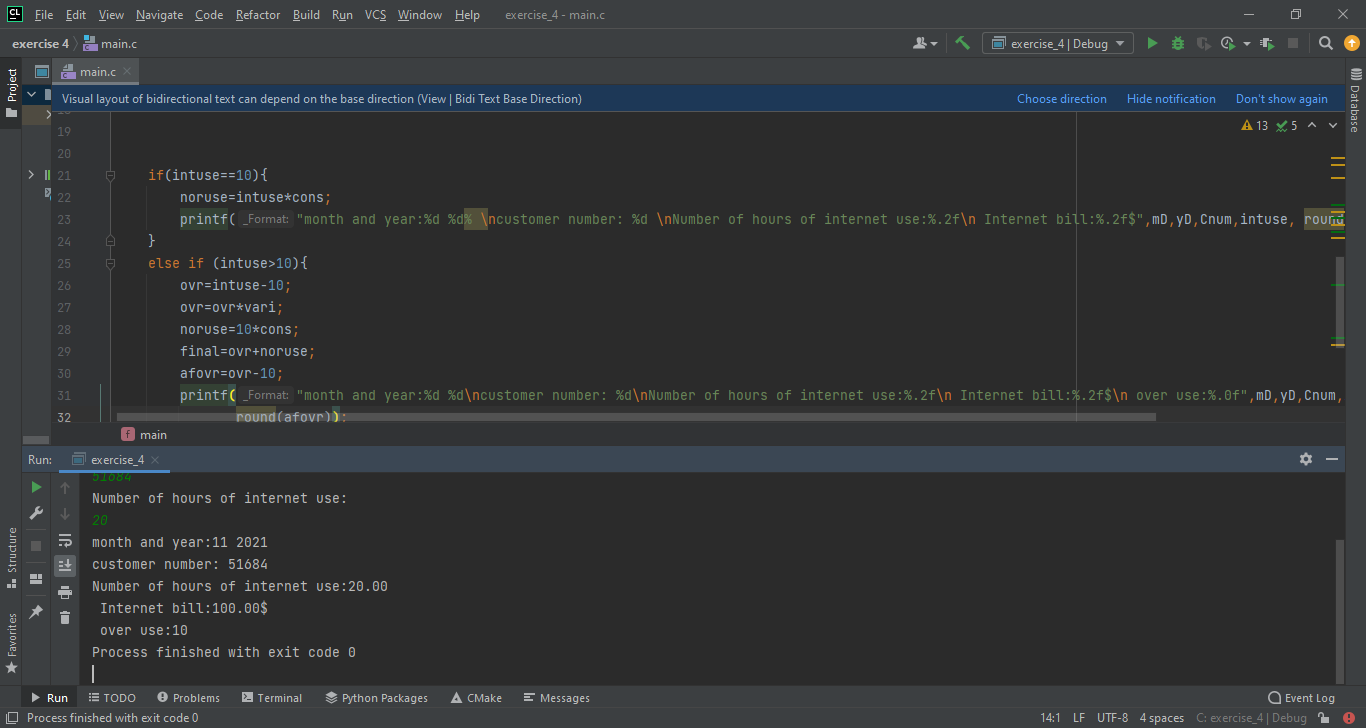 CL File Edit View Navigate Code Refactor Build Run VCS Window Help exercise_4 - main.c
exercise 4 main.c exercise_4 | Debug
Project
main.c
Visual layout of bidirectional text can depend on the base direction (View | Bidi Text Base Direction) Choose direction Hide notification Don't show again
Database
13 5
19
20
21 if(intuse==10){
22 noruse=intuse*cons;
23 printf( _Format: "month and year:%d %d% \ncustomer number: %d \nNumber of hours of internet use:%.2f\n Internet bill:%.2f$",mD,yD,Cnum,intuse, round
24 }
25 else if (intuse>10){
26 ovr=intuse-10;
27 ovr=ovr*vari;
28 noruse=10*cons;
29 final=ovr+noruse;
30 afovr=ovr-10;
31 printf( _Format: "month and year:%d %d\ncustomer number: %d\nNumber of hours of internet use:%.2f\n Internet bill:%.2f$\n over use:%.0f",mD,yD,Cnum,
32 round(afovr));
f main
Run: exercise_4
51684
Number of hours of internet use:
20
month and year:11 2021
customer number: 51684
Number of hours of internet use:20.00
Internet bill:100.00$
over use:10
Process finished with exit code 0
Structure
Favorites
Run TODO Problems Terminal Python Packages CMake Messages Event Log
Process finished with exit code 0 14:1 LF UTF-8 4 spaces C: exercise_4 | Debug